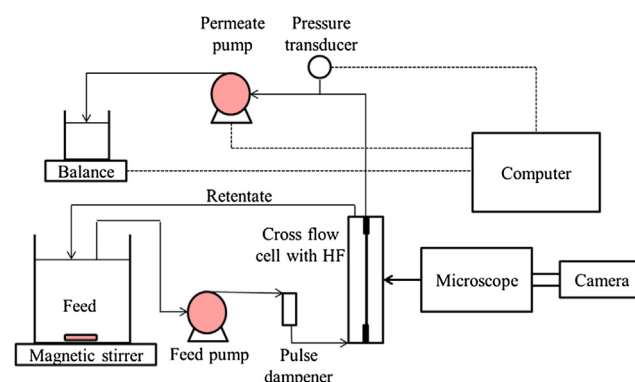 Permeate
pump
Pressure
transducer
Balance
Computer
Retentate
Cross flow
cell with HF
Microscope
Camera
Feed
Magnetic stirrer
Feed pump
Pulse
dampener